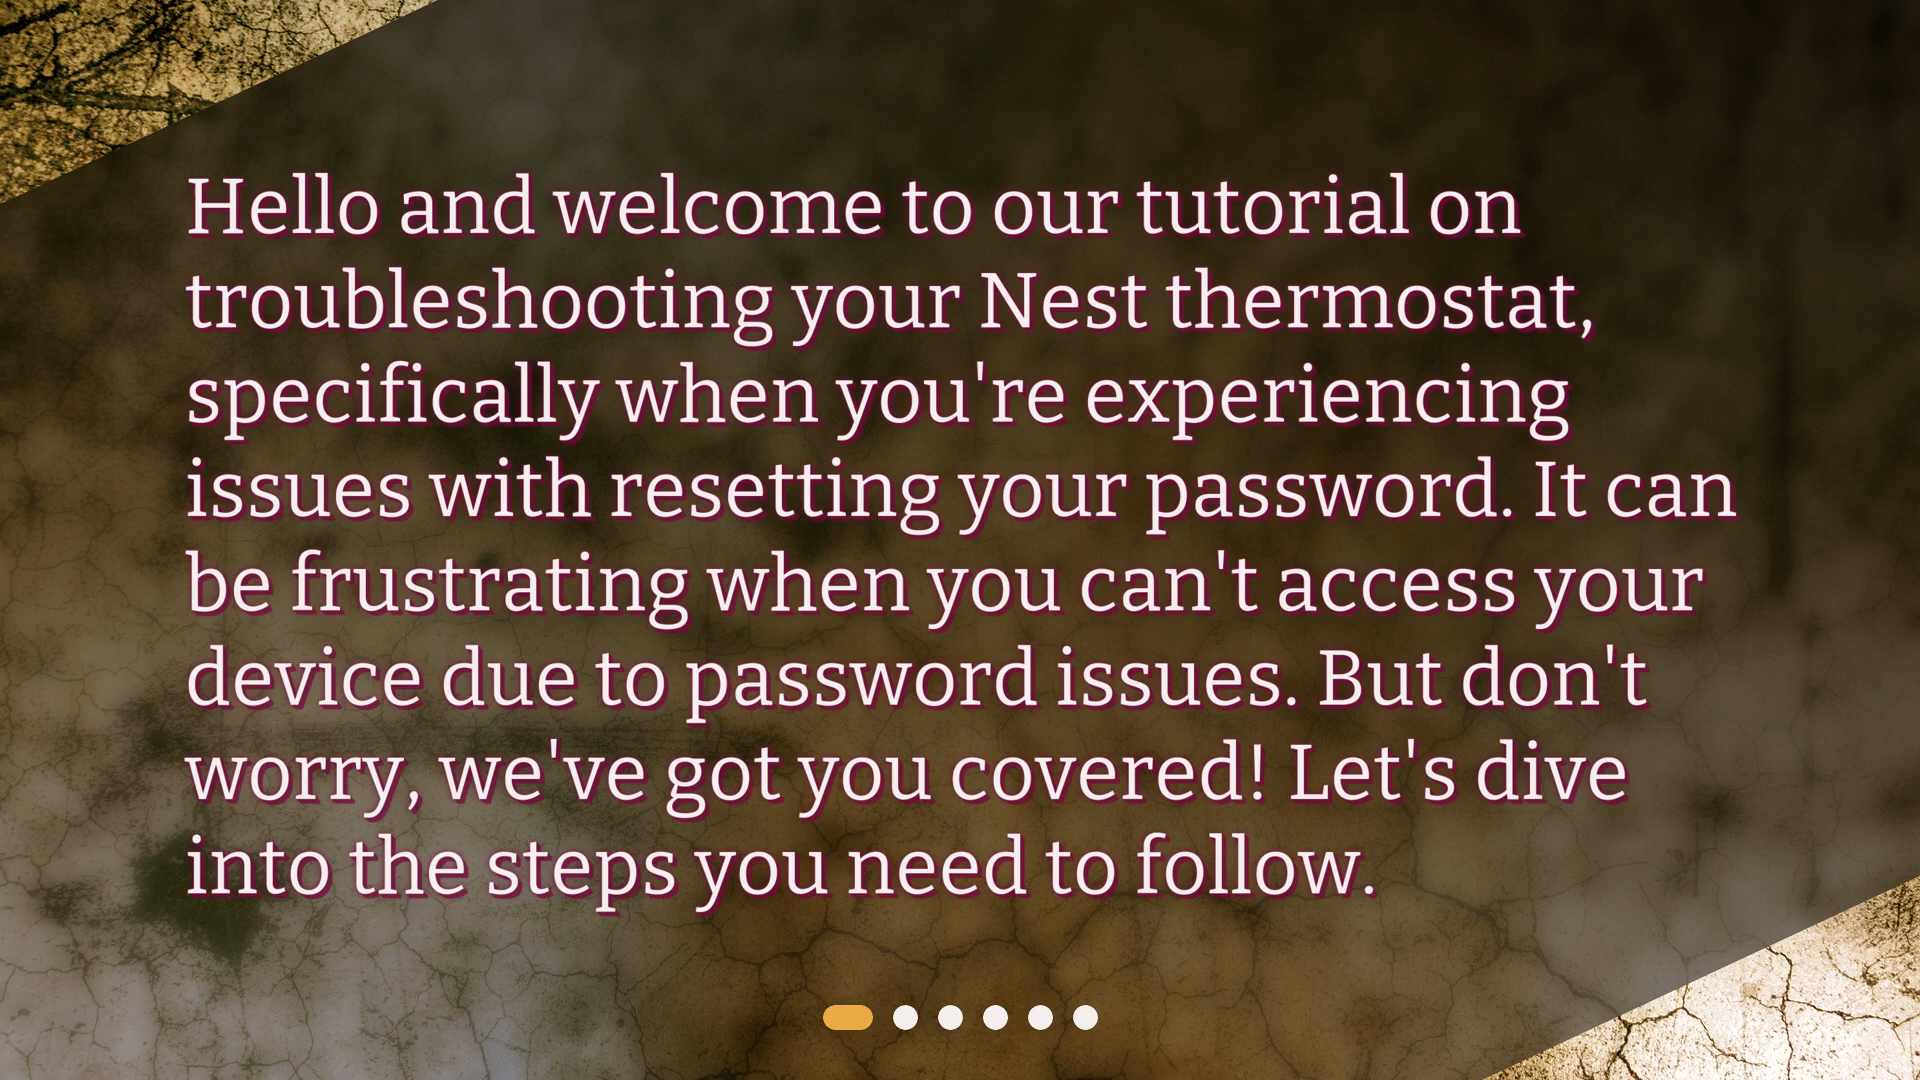 Hello and welcome to our tutorial on
troubleshooting your Nest thermostat,
specifically when you're experiencing
issues with resetting your password. It can
be frustrating when you can't access your
device due to password issues. But don't
worry, we've got you covered! Let's dive
into the steps you need to follow.